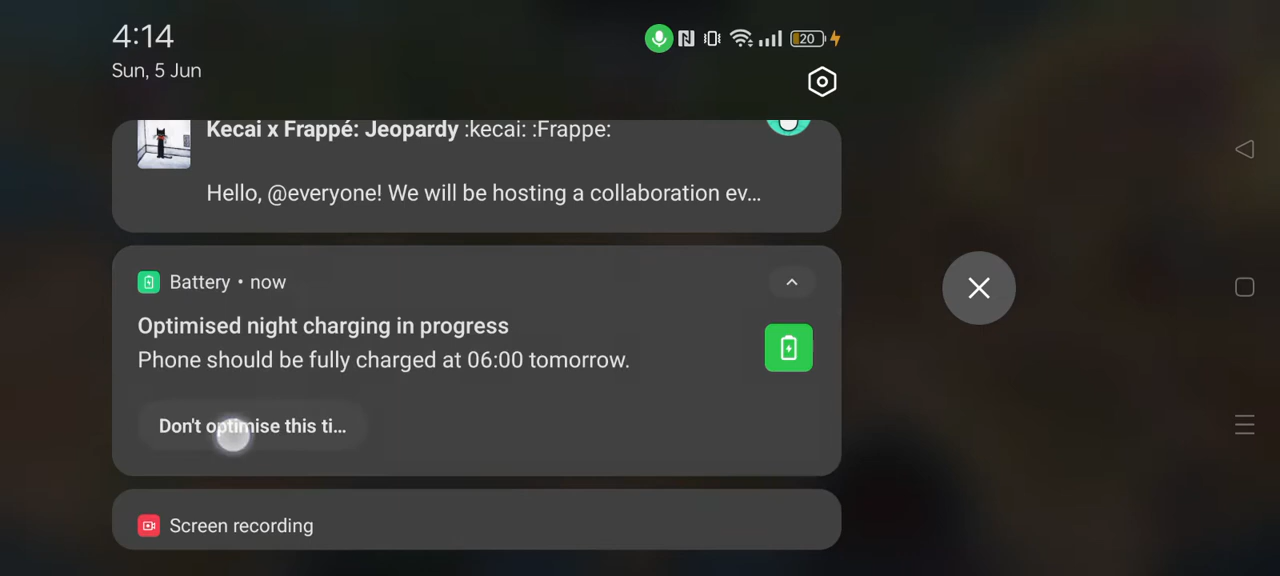 4:14
20
Sun, 5 Jun
Kecai x Frappé: Jeopardy :kecai: :Frappe:
Hello, @everyone! We will be hosting a collaboration ev...
Battery • now
Optimised night charging in progress
Phone should be fully charged at 06:00 tomorrow.
Don't optimise this ti...
Screen recording